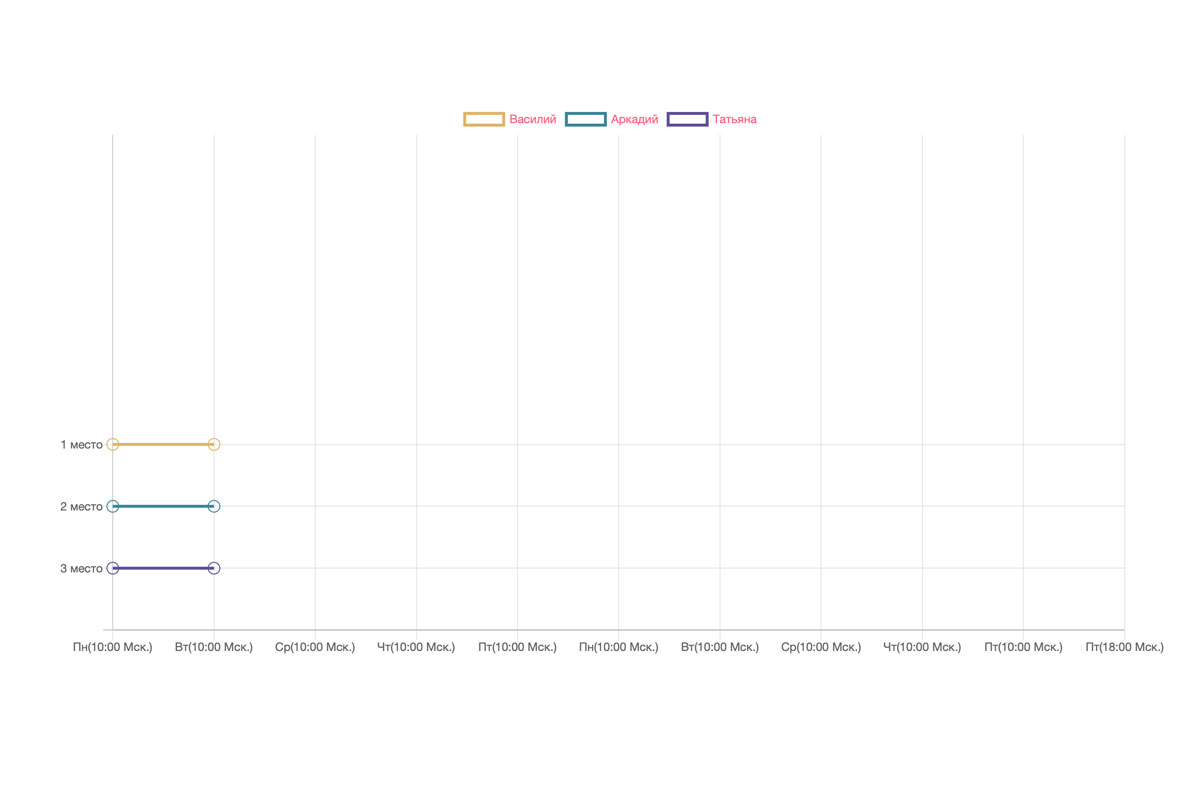 Василий Аркадий Татьяна
1 место
2 место
3 место
Пн(10:00 Мск.) Вт(10:00 Мск.) Ср(10:00 Мск.) Чт(10:00 Мск.) Пт(10:00 Мск.) Пн(10:00 Мск.) Вт(10:00 Мск.) Ср(10:00 Мск.) Чт(10:00 Мск.) Пт(10:00 Мск.) Пт(18:00 Мск.)